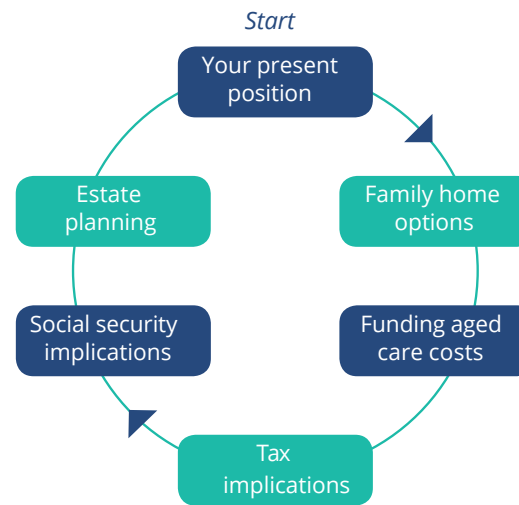 Start
Your present
position
Family home
options
Funding aged
care costs
Tax
implications
Social security
implications
Estate
planning